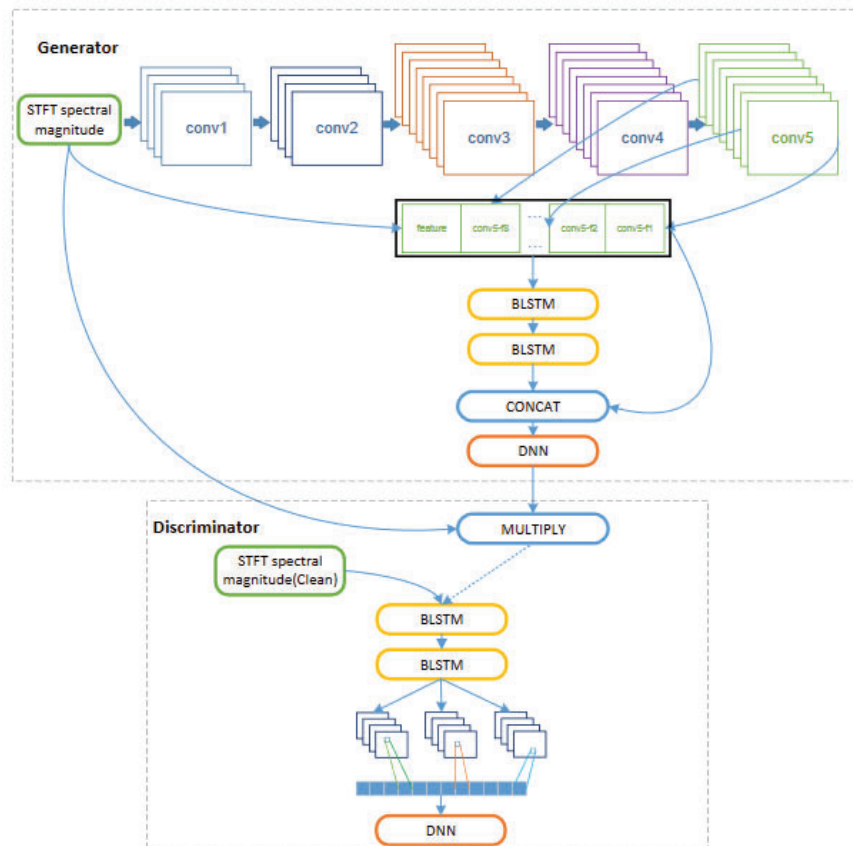 Generator
STFT spectral
magnitude
conv1
conv2
conv3
conv4
conv5
feature
conv5-f8
......
conv5-f2
conv5-f1
BLSTM
BLSTM
CONCAT
DNN
Discriminator
MULTIPLY
STFT spectral
magnitude(Clean)
BLSTM
BLSTM
DNN